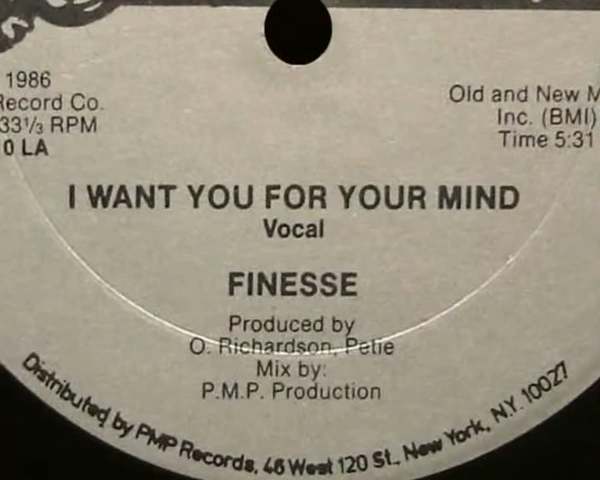 1986
Record Co.
33⅓ RPM
0 LA
Old and New M
Inc. (BMI)
Time 5:31
I WANT YOU FOR YOUR MIND
Vocal
FINESSE
Produced by
O. Richardson, Petie
Mix by:
P.M.P. Production
Distributed by PMP Records, 46 West 120 St., New York, N.Y. 10027